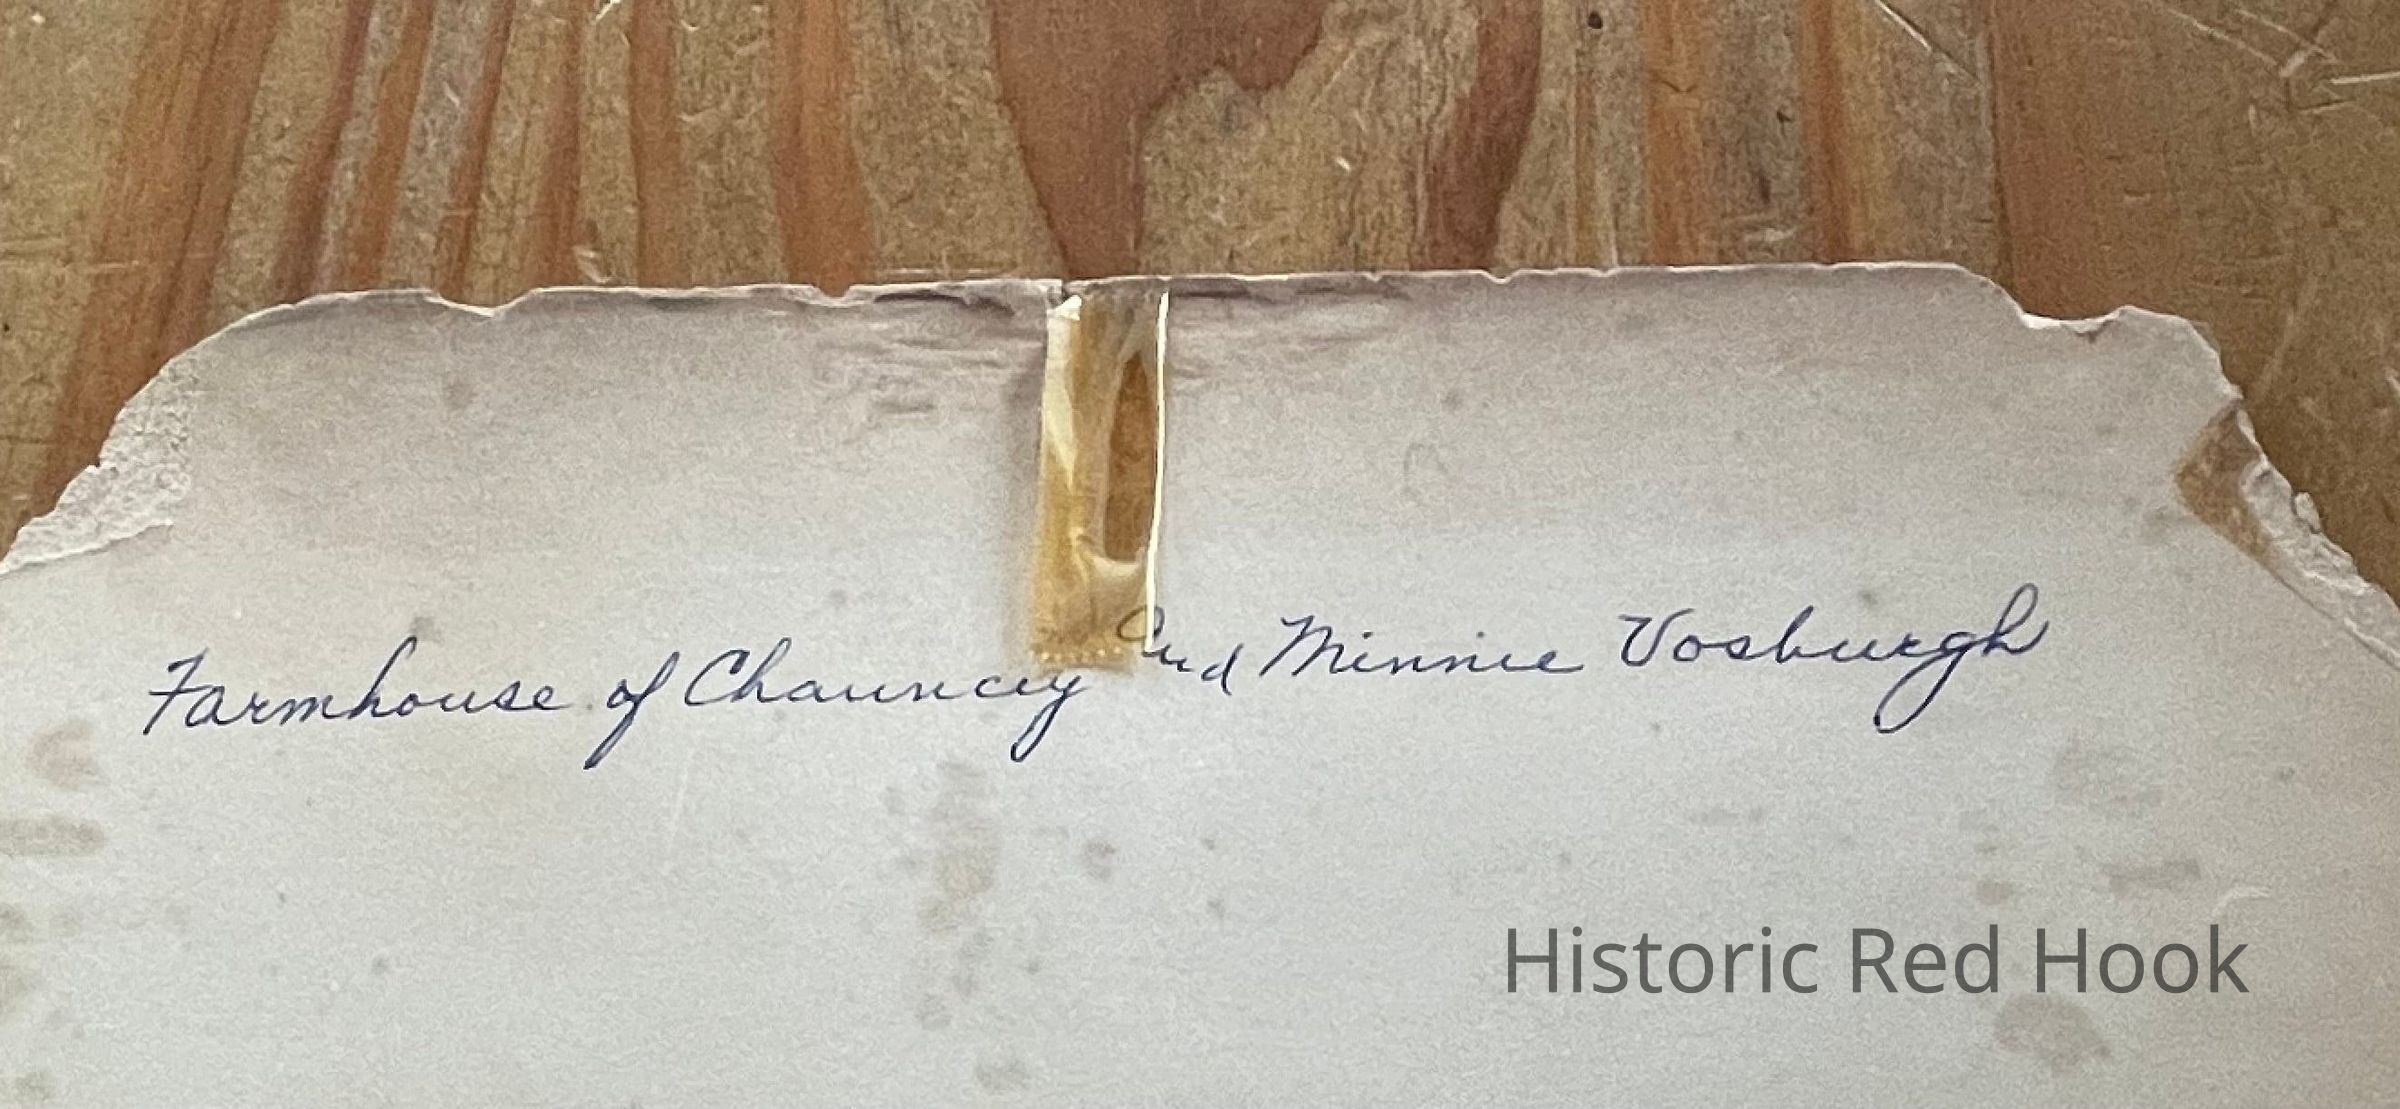 Farmhouse of Chauncey and Minnie Vosburgh
Historic Red Hook